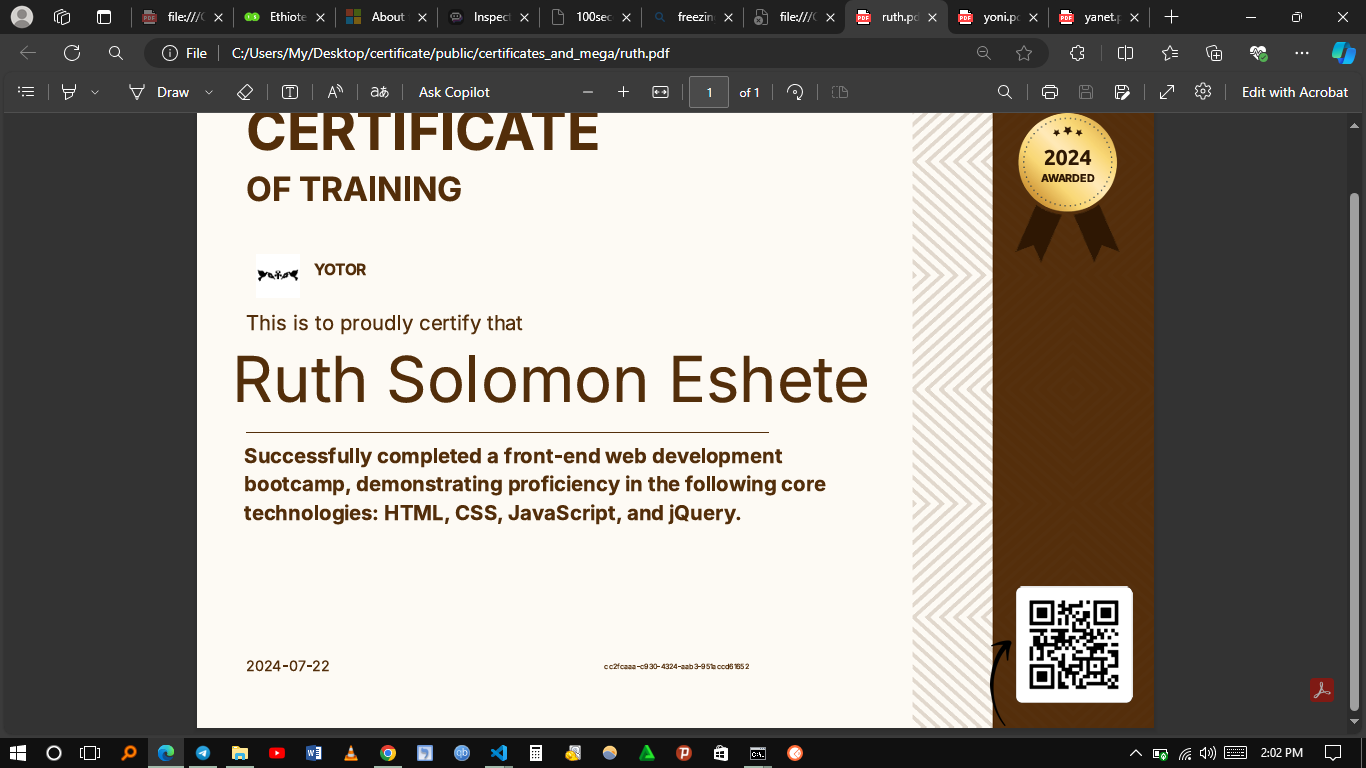 file:///C
Ethiote
About
Inspect
100sec
freezin
file:///C
ruth.pd
yoni.pd
yanet.p
File
C:/Users/My/Desktop/certificate/public/certificates_and_mega/ruth.pdf
Draw
Ask Copilot
1
of 1
Edit with Acrobat
CERTIFICATE
OF TRAINING
2024
AWARDED
YOTOR
This is to proudly certify that
Ruth Solomon Eshete
Successfully completed a front-end web development
bootcamp, demonstrating proficiency in the following core
technologies: HTML, CSS, JavaScript, and jQuery.
2024-07-22
cc2fcaaa-c930-4324-aab3-951accd61652
2:02 PM